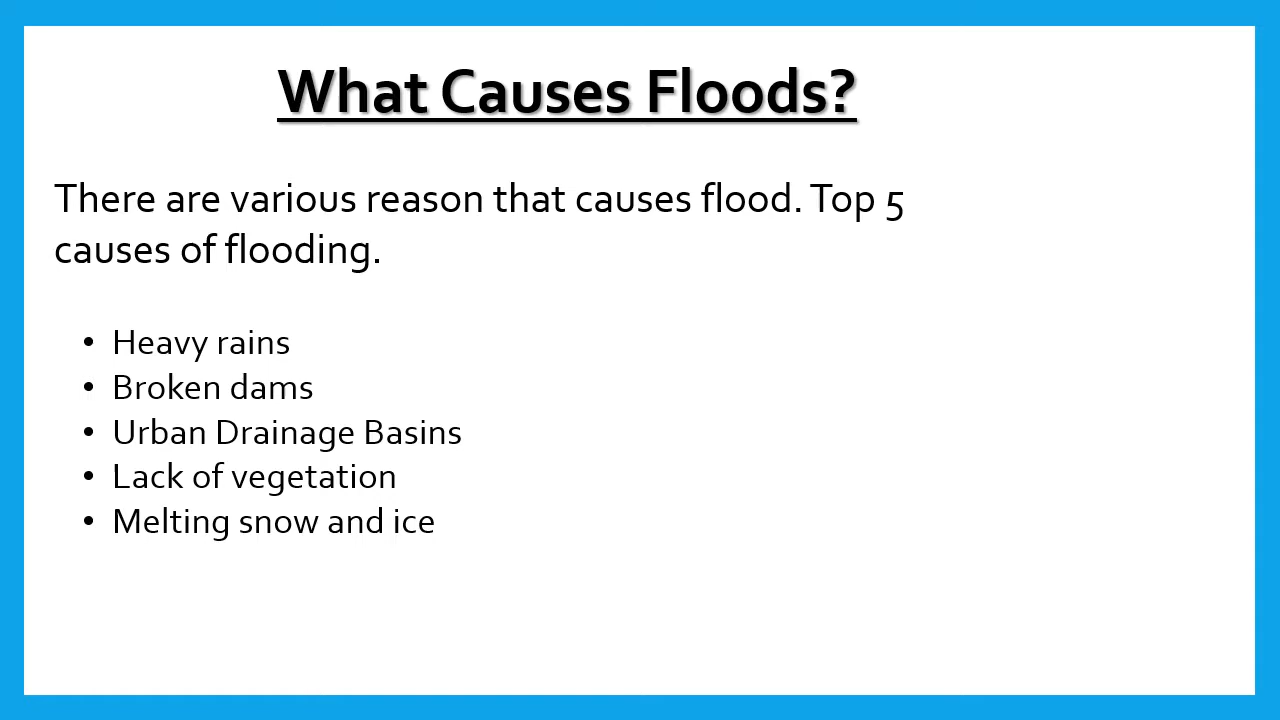 What Causes Floods?
There are various reason that causes flood. Top 5
causes of flooding.
• Heavy rains
• Broken dams
• Urban Drainage Basins
• Lack of vegetation
• Melting snow and ice